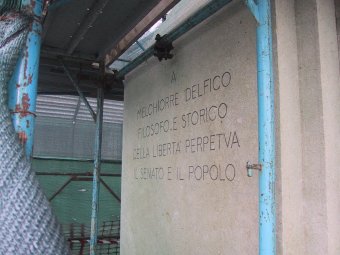 A
MELCHIORRE DELFICO
FILOSOFO E STORICO
DELLA LIBERTA' PERPETVA
IL SENATO E IL POPOLO